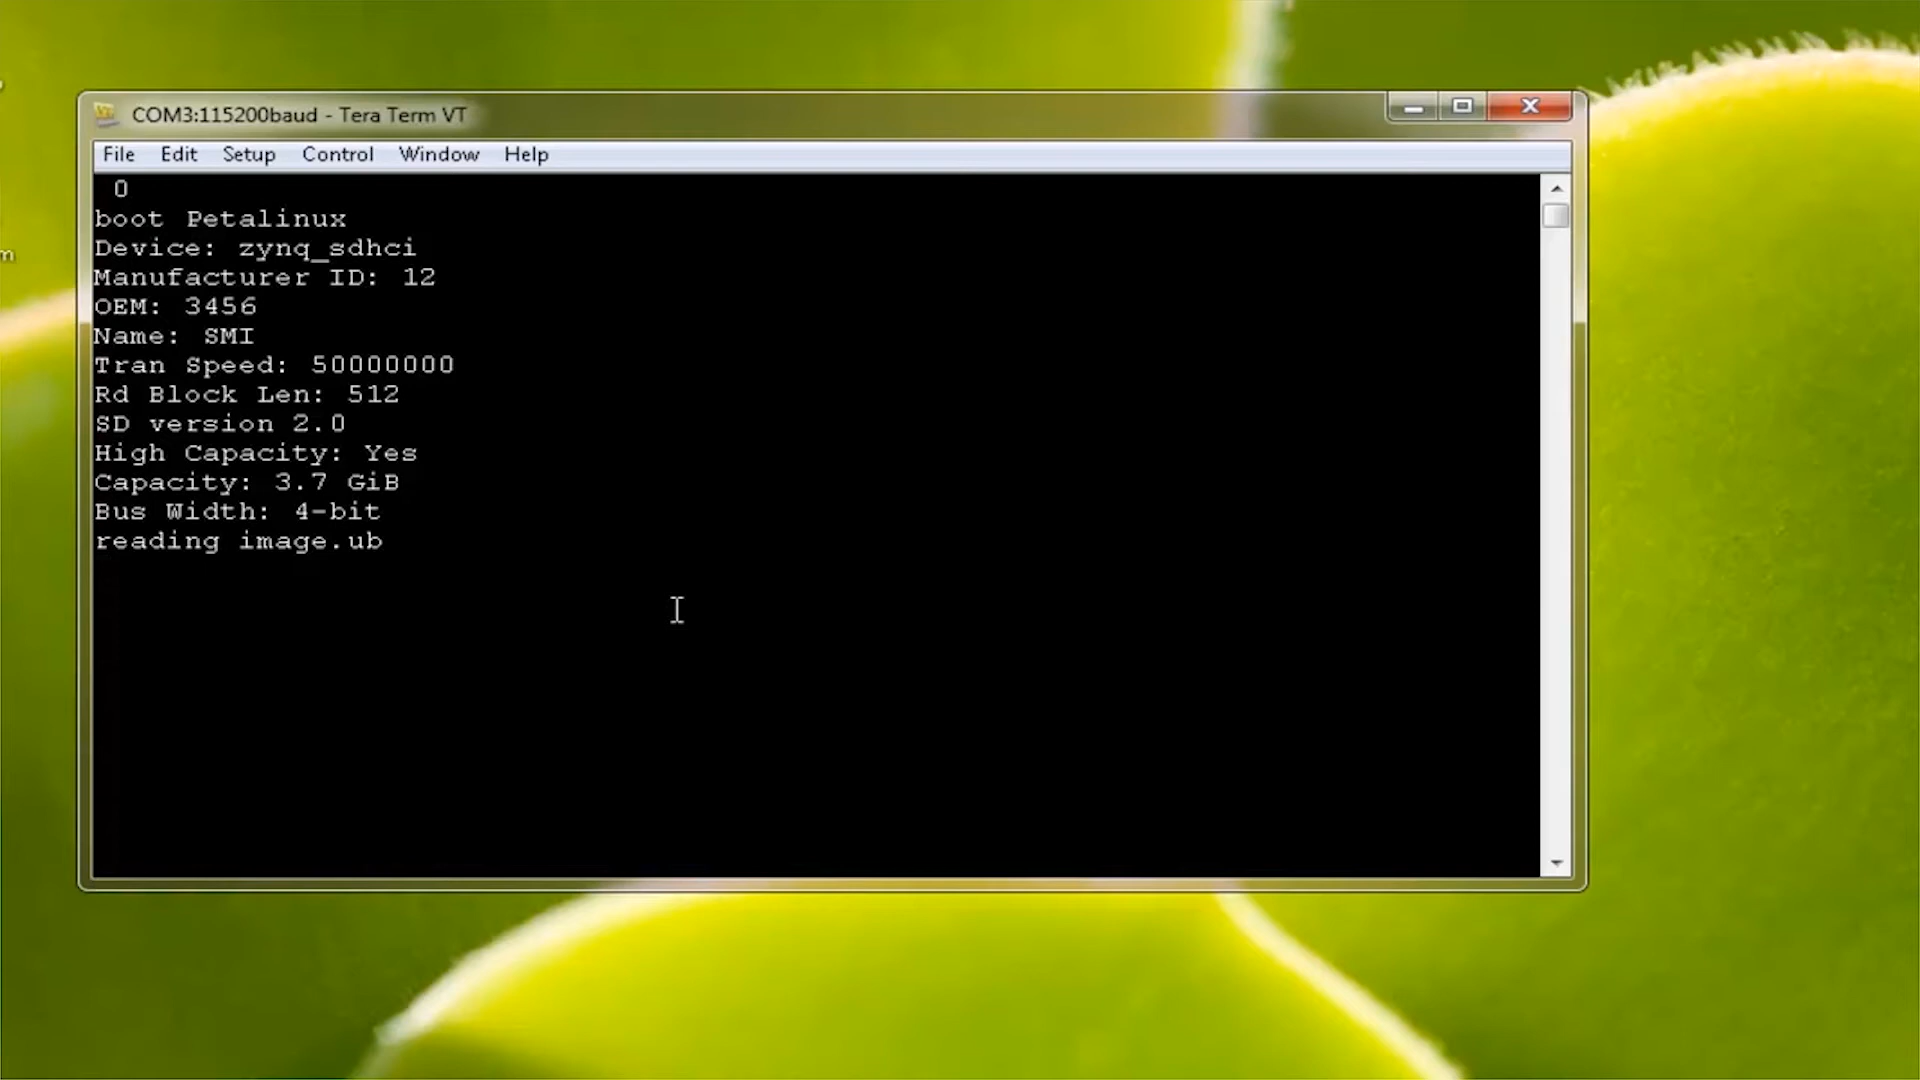 COM3:115200baud - Tera Term VT
File Edit Setup Control Window Help
0
boot Petalinux
Device: zynq_sdhci
Manufacturer ID: 12
OEM: 3456
Name: SMI
Tran Speed: 50000000
Rd Block Len: 512
SD version 2.0
High Capacity: Yes
Capacity: 3.7 GiB
Bus Width: 4-bit
reading image.ub
m